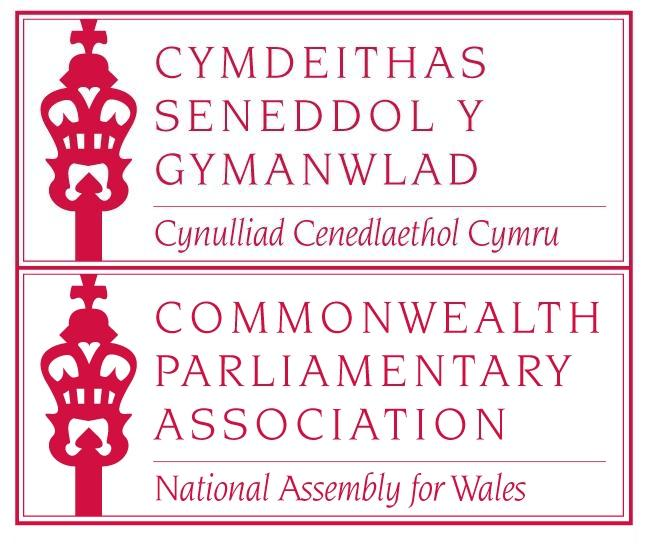 CYMDEITHAS
SENEDDOL Y
GYMANWLAD
Cynulliad Cenedlaethol Cymru
COMMONWEALTH
PARLIAMENTARY
ASSOCIATION
National Assembly for Wales